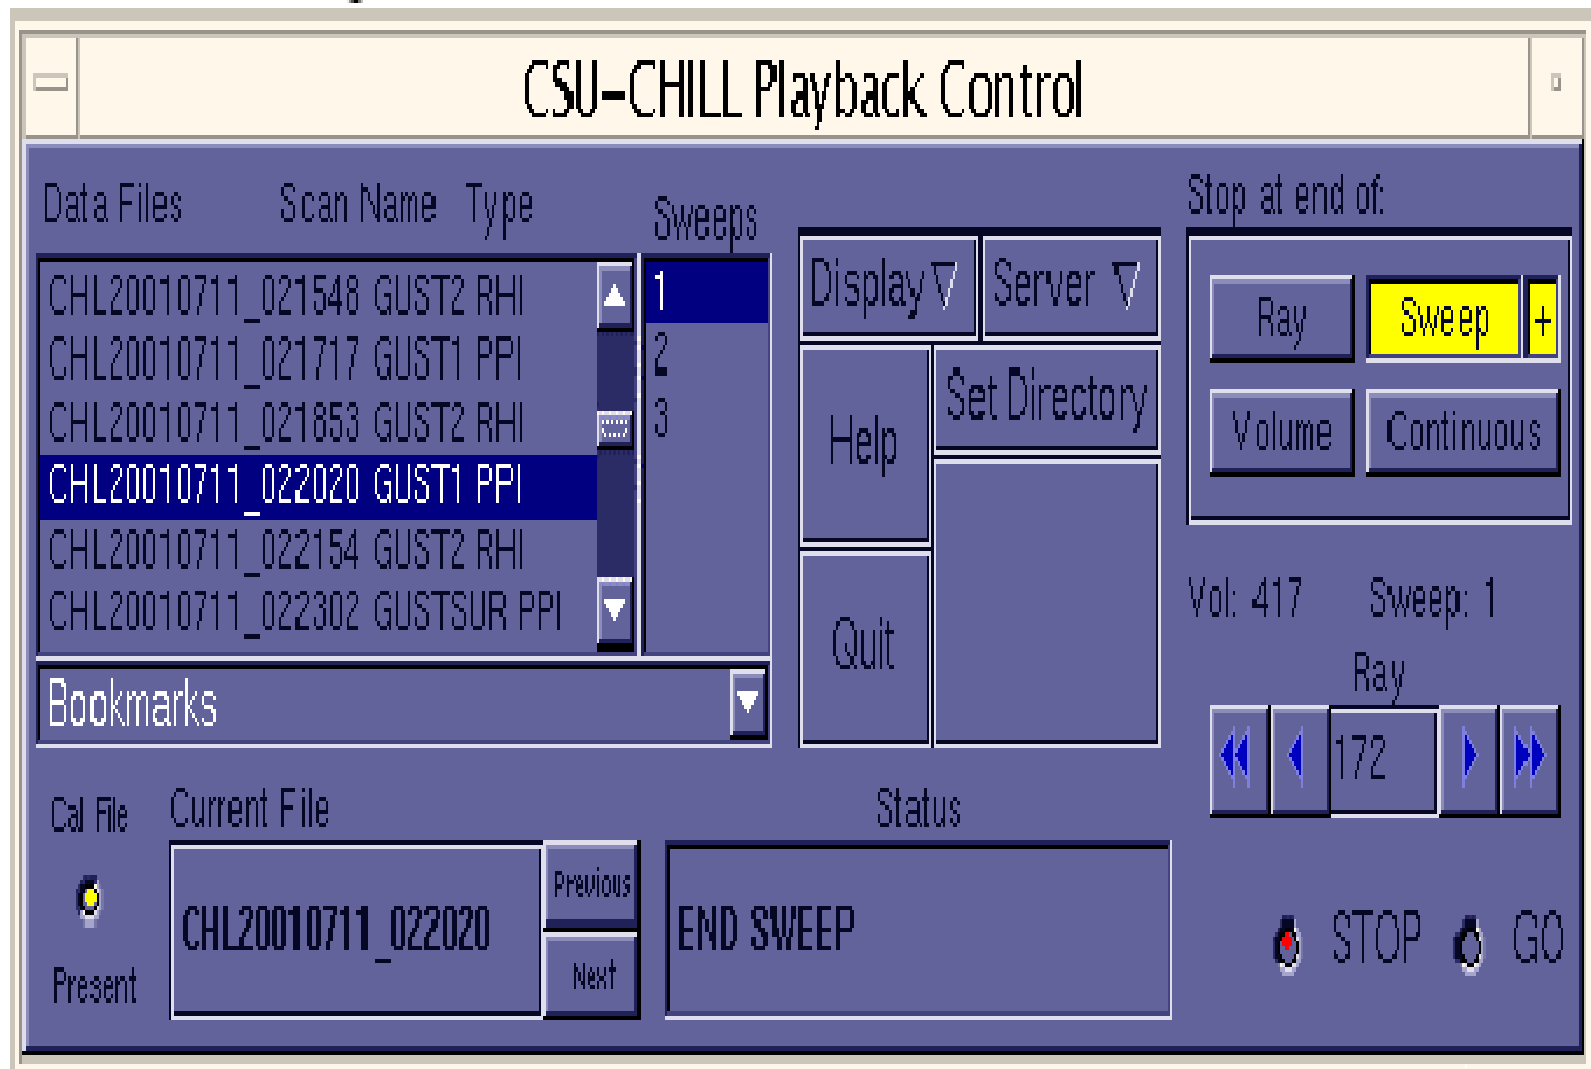 CSU-CHILL Playback Control
Data Files Scan Name Type
Sweeps
CHL20010711_021548 GUST2 RHI
CHL20010711_021717 GUST1 PPI
CHL20010711_021853 GUST2 RHI
CHL20010711_022020 GUST1 PPI
CHL20010711_022154 GUST2 RHI
CHL20010711_022302 GUSTSUR PPI
1
2
3
Bookmarks
Display
Server
Help
Set Directory
Quit
Stop at end of:
Ray
Sweep
+
Volume
Continuous
Vol: 417 Sweep: 1
Ray
172
Cal File
Present
Current File
CHL20010711_022020
Previous
Next
Status
END SWEEP
STOP
GO